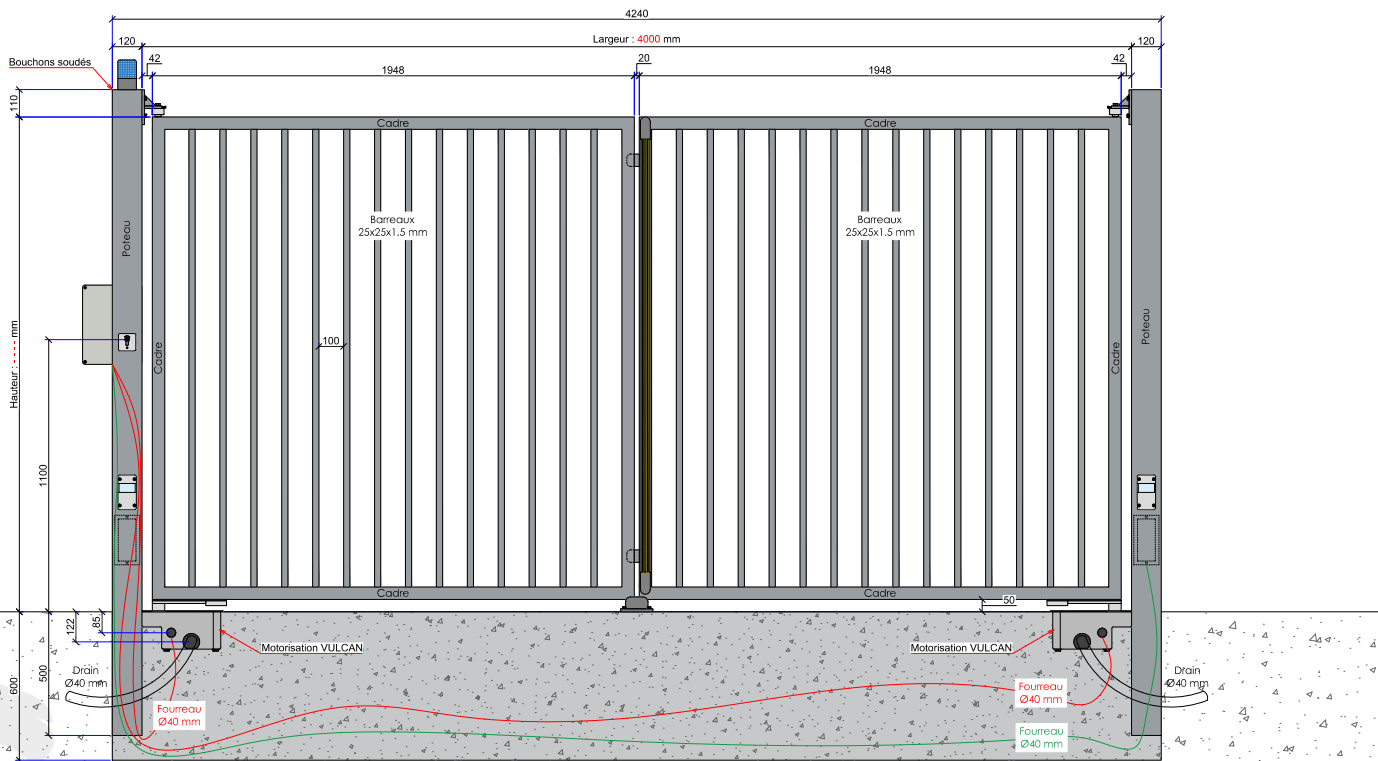 4240
120
Largeur : 4000 mm
120
Bouchons soudés
42
20
42
1948
1948
110
Cadre
Cadre
Barreaux
25x25x1.5 mm
Barreaux
25x25x1.5 mm
Poteau
Poteau
Hauteur : - - - - mm
100
Cadre
Cadre
1100
Cadre
Cadre
50
122
85
Motorisation VULCAN
Motorisation VULCAN
500
600
Drain
Ø40 mm
Drain
Ø40 mm
Fourreau
Ø40 mm
Fourreau
Ø40 mm
Fourreau
Ø40 mm